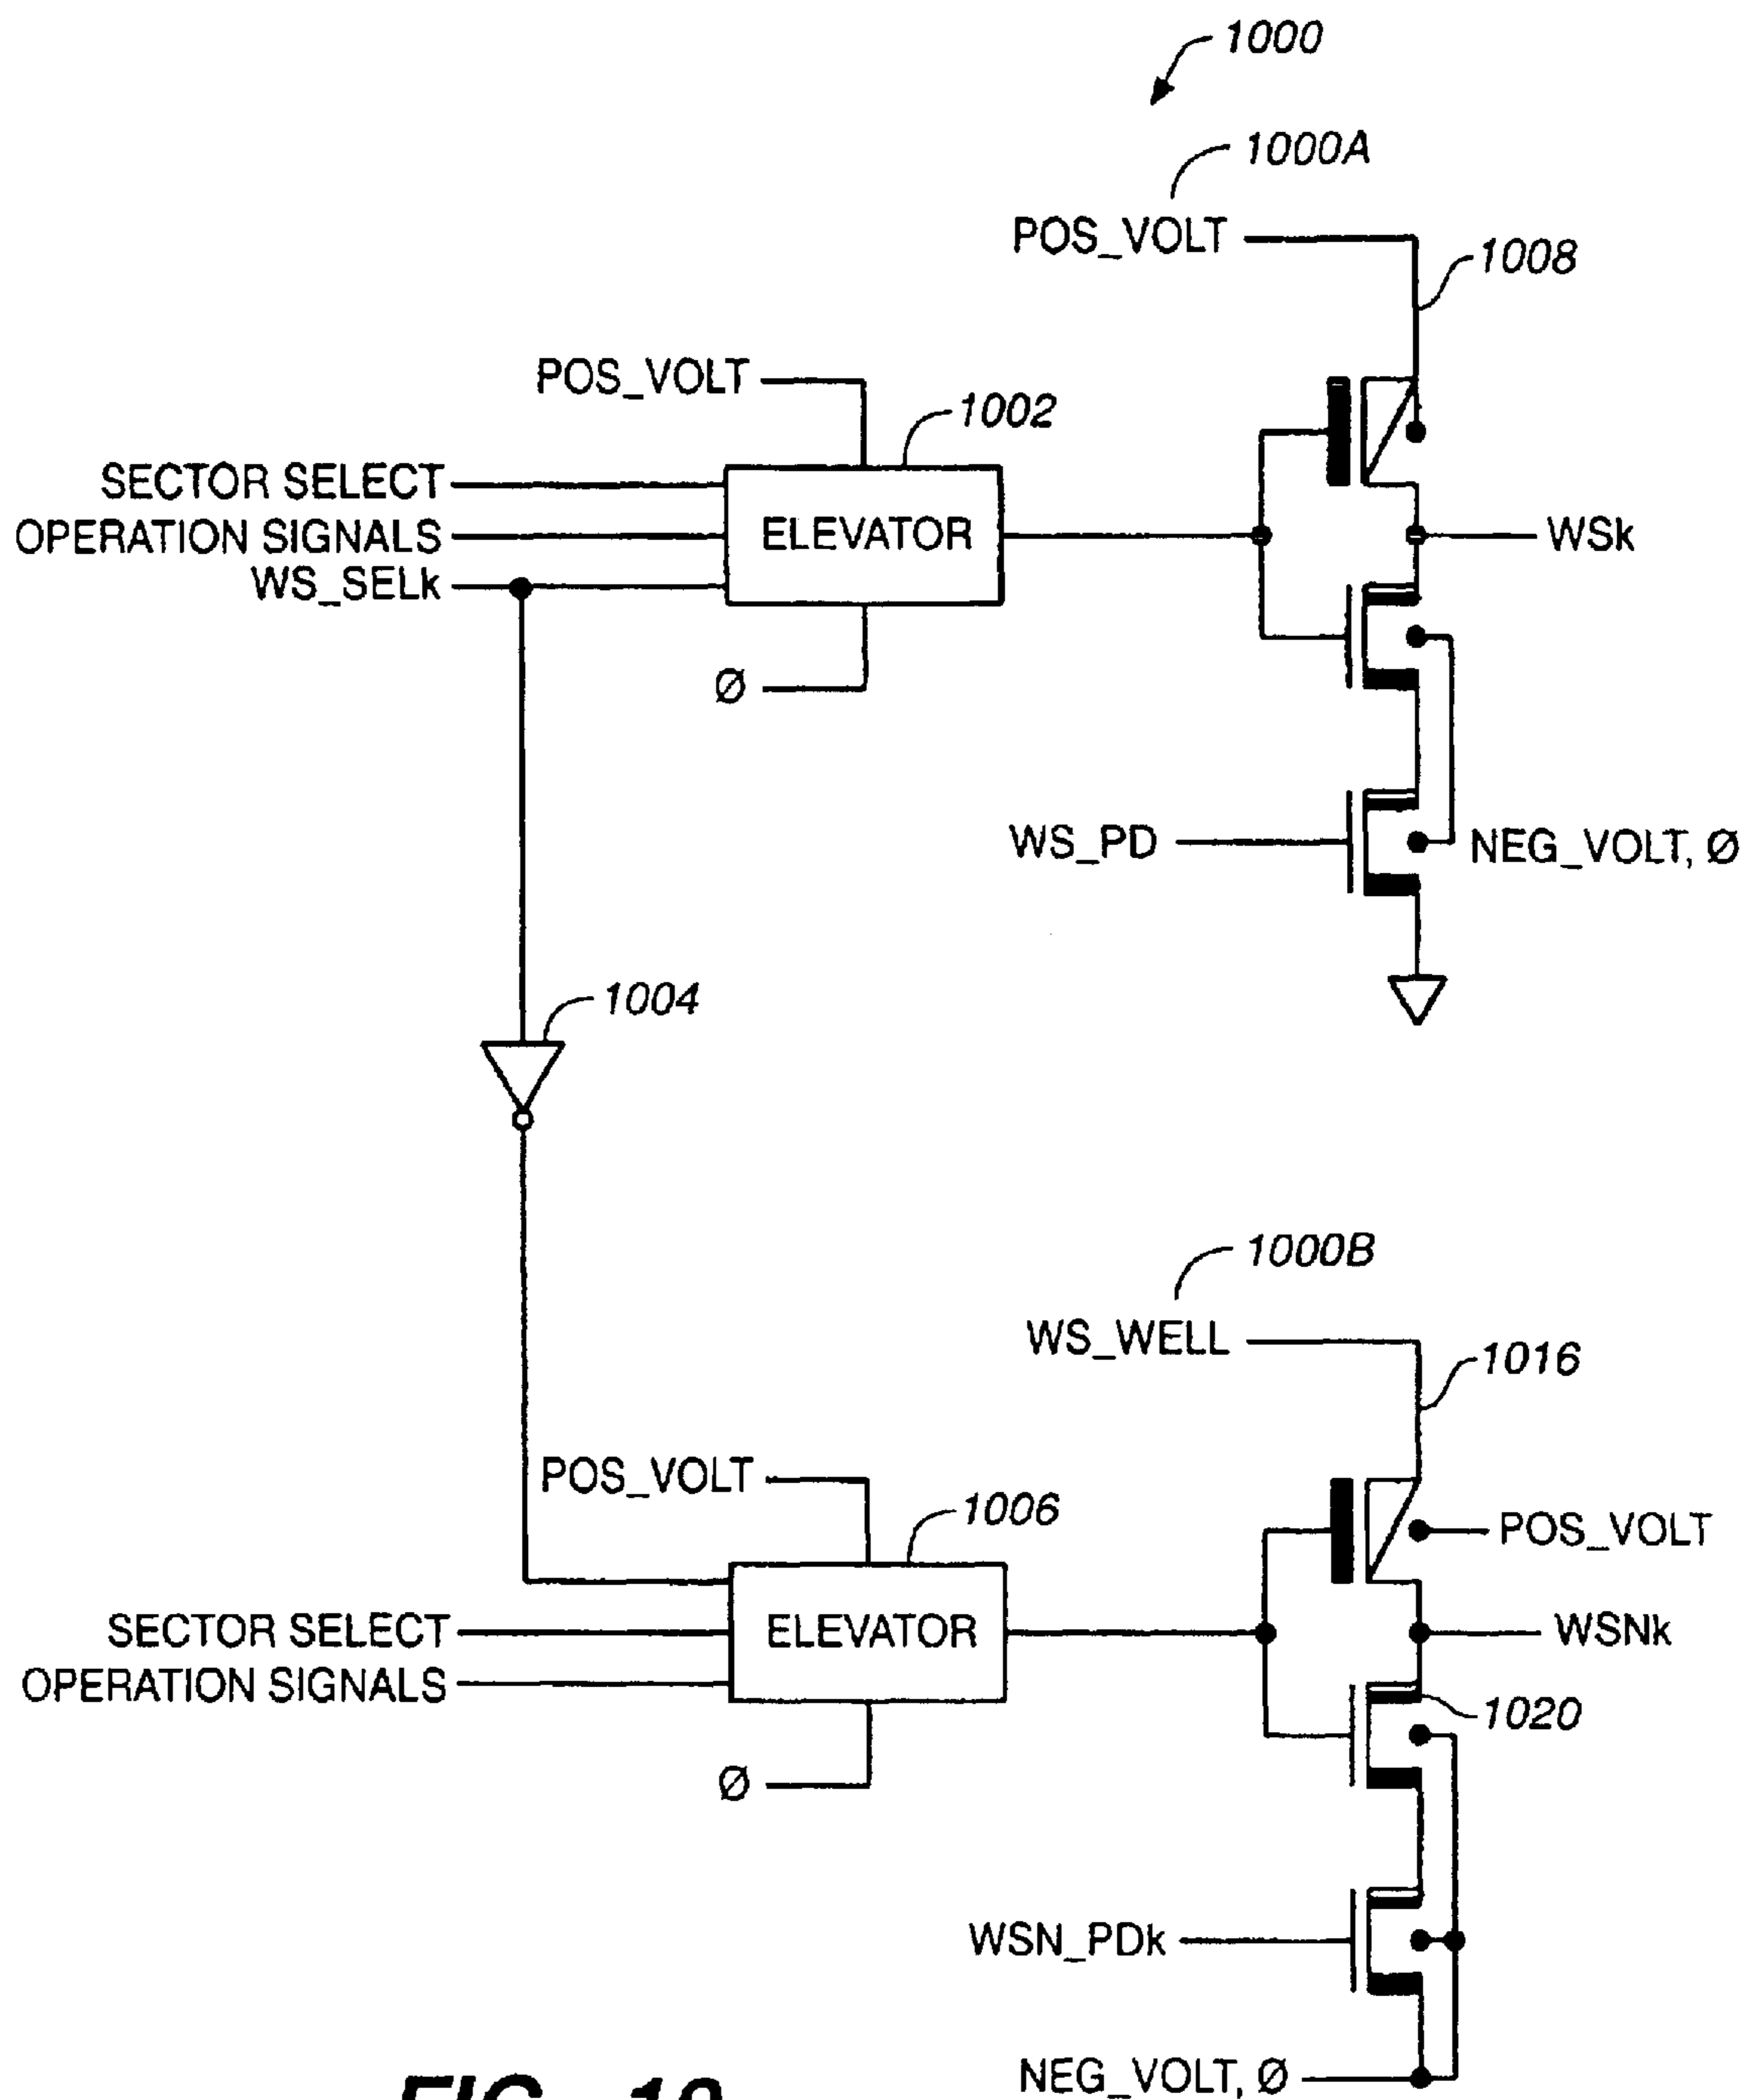 1000
1000A
POS_VOLT
1008
POS_VOLT
1002
SECTOR SELECT
OPERATION SIGNALS
WS_SELk
ELEVATOR
WSk
Ø
WS_PD
NEG_VOLT, Ø
1004
1000B
WS_WELL
1016
POS_VOLT
1006
POS_VOLT
SECTOR SELECT
OPERATION SIGNALS
ELEVATOR
WSNk
1020
Ø
WSN_PDk
NEG_VOLT, Ø